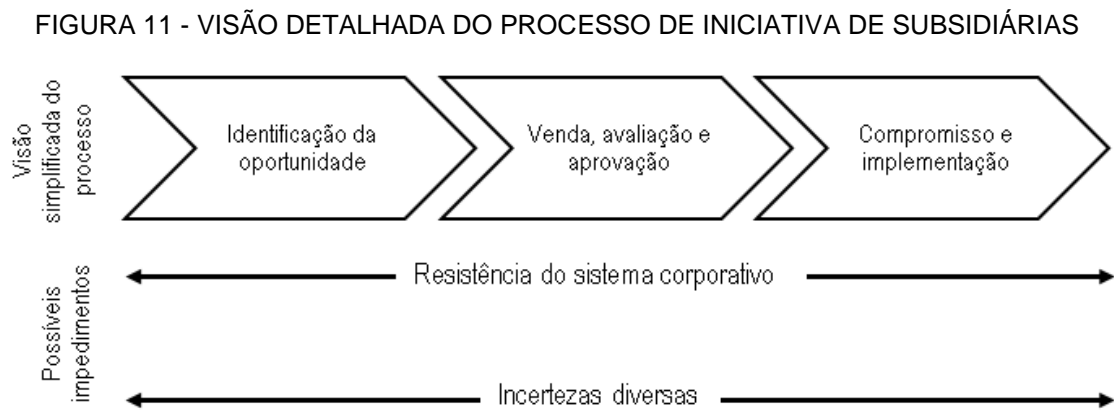 FIGURA 11 - VISÃO DETALHADA DO PROCESSO DE INICIATIVA DE SUBSIDIÁRIAS
Visão
simplificada do
processo
Identificação da
oportunidade
Venda, avaliação e
aprovação
Compromisso e
implementação
Possíveis
impedimentos
Resistência do sistema corporativo
Incertezas diversas